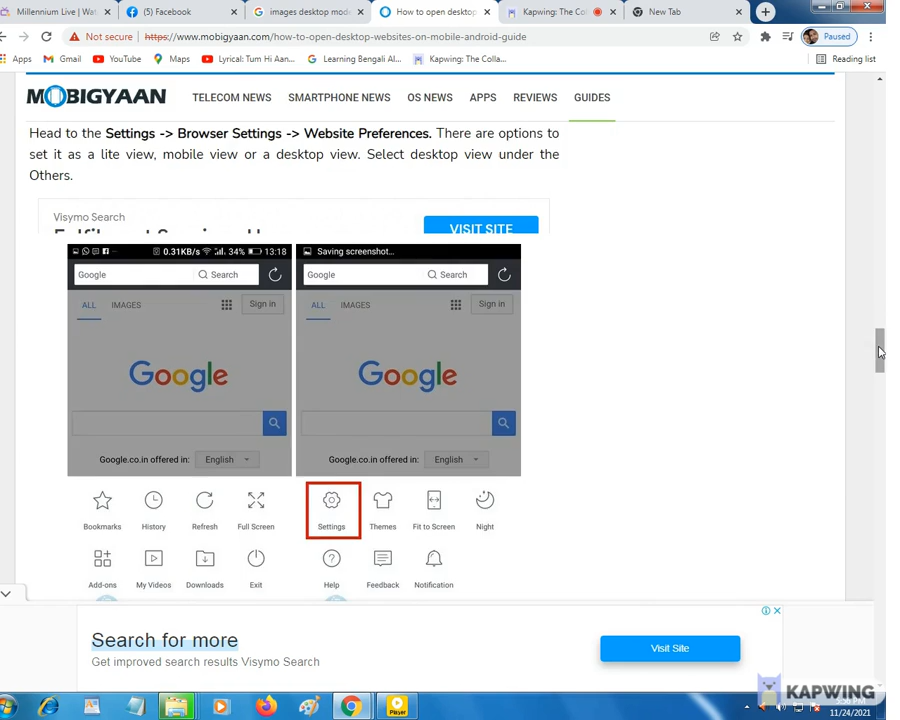 Millennium Live | Wat
(5) Facebook
images desktop mode
How to open desktop
Kapwing: The Col
New Tab
Not secure | https://www.mobigyaan.com/how-to-open-desktop-websites-on-mobile-android-guide
Paused
Apps Gmail YouTube Maps Lyrical: Tum Hi Aan... Learning Bengali Al... Kapwing: The Colla... Reading list
MOBIGYAAN TELECOM NEWS SMARTPHONE NEWS OS NEWS APPS REVIEWS GUIDES
Head to the Settings -> Browser Settings -> Website Preferences. There are options to
set it as a lite view, mobile view or a desktop view. Select desktop view under the
Others.
Visymo Search
VISIT SITE
0.31KB/s 34% 13:18
Saving screenshot...
Google Search
Google Search
ALL IMAGES Sign in
ALL IMAGES Sign in
Google
Google
Google.co.in offered in: English
Google.co.in offered in: English
Bookmarks History Refresh Full Screen
Settings Themes Fit to Screen Night
Add-ons My Videos Downloads Exit
Help Feedback Notification
Search for more
Get improved search results Visymo Search
Visit Site
Player
KAPWING
11/24/2021